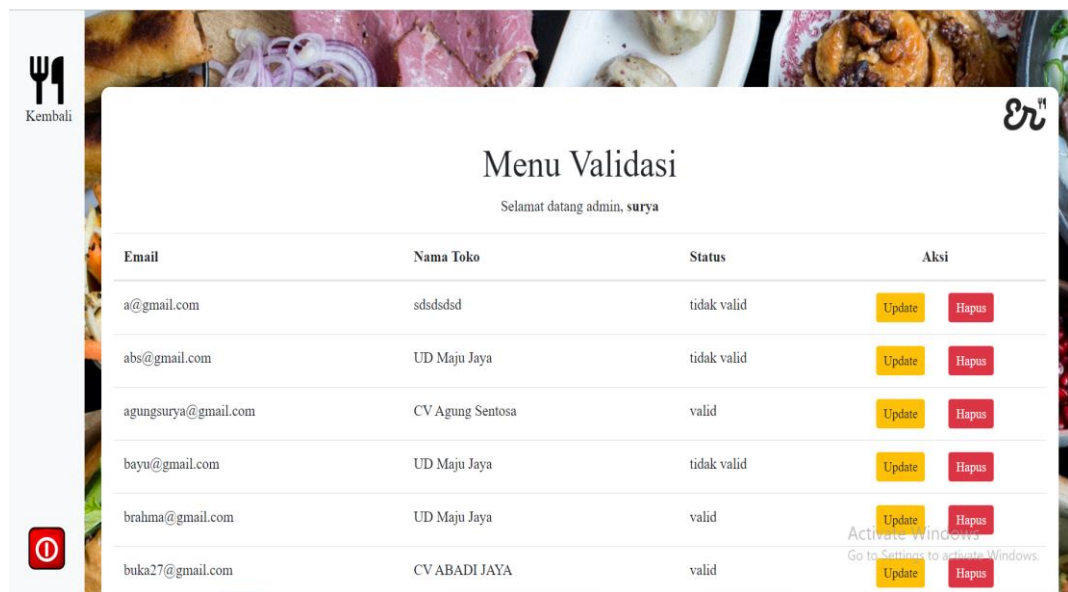 Kembali
Er
Menu Validasi
Selamat datang admin, surya
Email Nama Toko Status Aksi
a@gmail.com sdsdsdsd tidak valid Update Hapus
abs@gmail.com UD Maju Jaya tidak valid Update Hapus
agungsurya@gmail.com CV Agung Sentosa valid Update Hapus
bayu@gmail.com UD Maju Jaya tidak valid Update Hapus
brahma@gmail.com UD Maju Jaya valid Update Hapus
Activate Windows
Go to Settings to activate Windows.
buka27@gmail.com CV ABADI JAYA valid Update Hapus